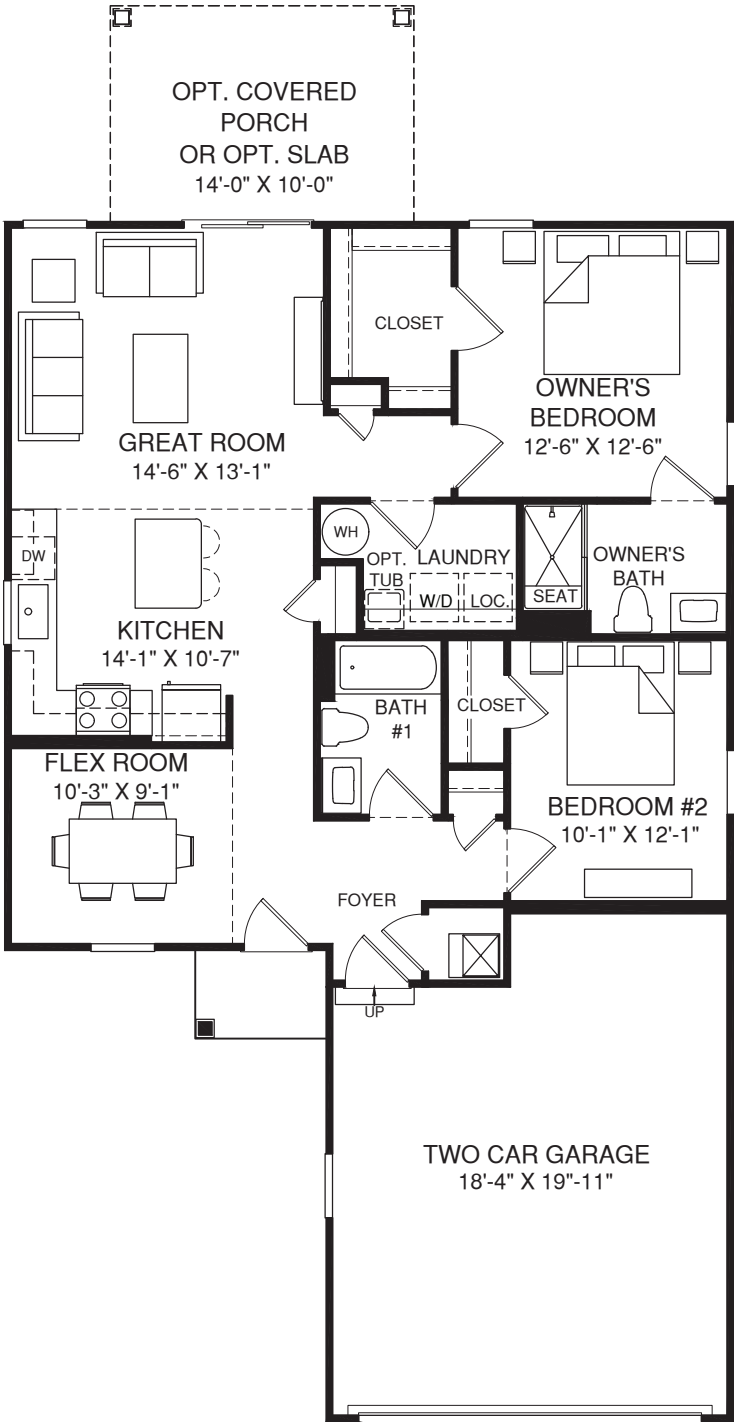 OPT. COVERED
PORCH
OR OPT. SLAB
14'-0" X 10'-0"
CLOSET
OWNER'S
BEDROOM
12'-6" X 12'-6"
GREAT ROOM
14'-6" X 13'-1"
WH
OPT.
TUB
LAUNDRY
W/D
LOC.
OWNER'S
BATH
SEAT
DW
KITCHEN
14'-1" X 10'-7"
BATH
#1
CLOSET
FLEX ROOM
10'-3" X 9'-1"
BEDROOM #2
10'-1" X 12'-1"
FOYER
UP
TWO CAR GARAGE
18'-4" X 19"-11"